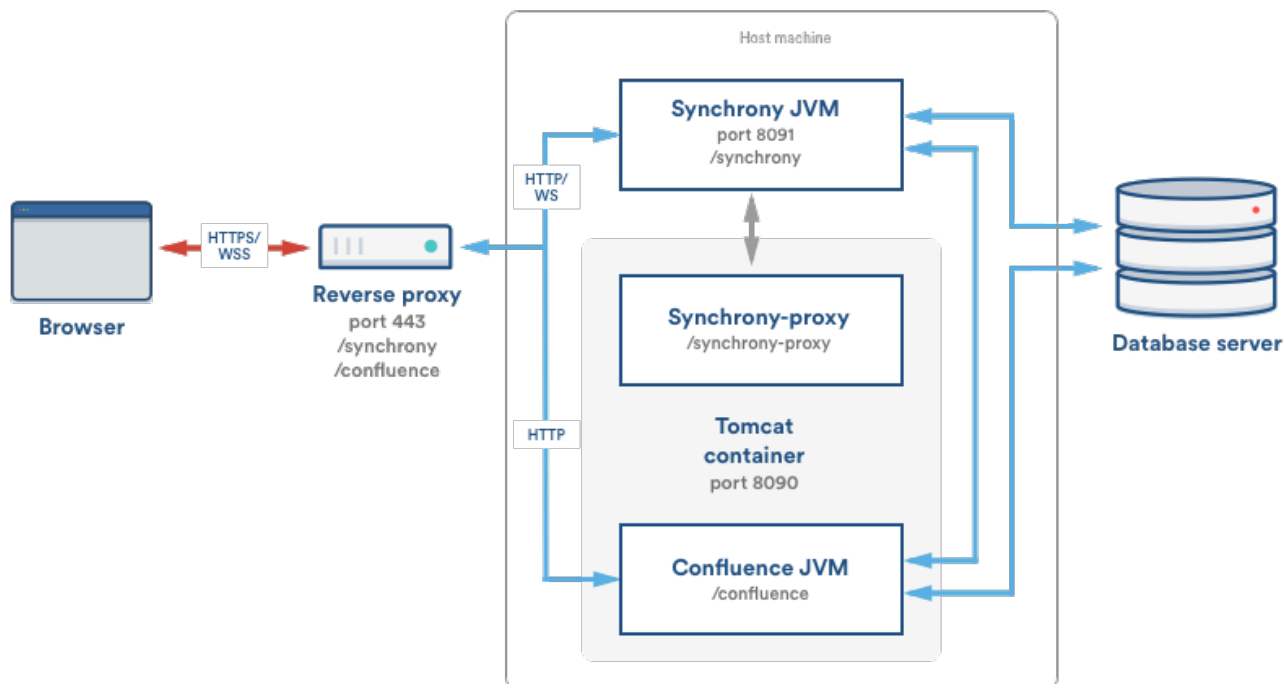 Host machine
Synchrony JVM
port 8091
/synchrony
HTTP/
WS
HTTPS/
WSS
Browser
Reverse proxy
port 443
/synchrony
/confluence
Synchrony-proxy
/synchrony-proxy
Database server
HTTP
Tomcat
container
port 8090
Confluence JVM
/confluence